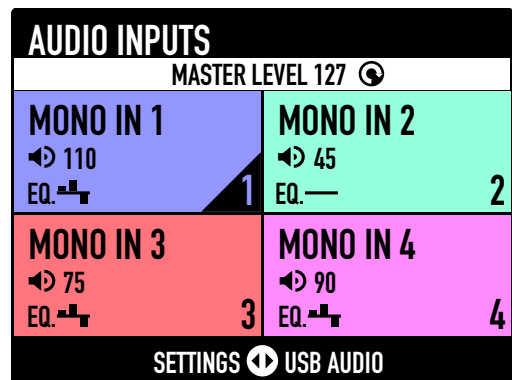 AUDIO INPUTS
MASTER LEVEL 127
MONO IN 1
110
EQ.
1
MONO IN 2
45
EQ.
2
MONO IN 3
75
EQ.
3
MONO IN 4
90
EQ.
4
SETTINGS USB AUDIO